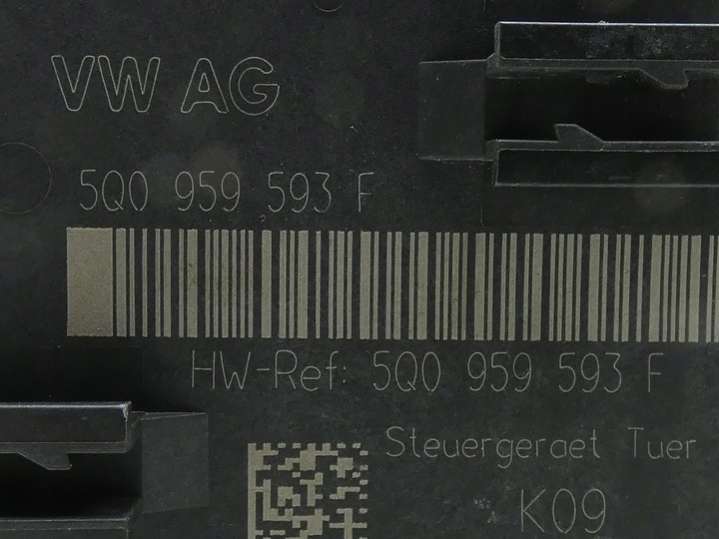 VW AG
5Q0 959 593 F
HW-Ref: 5Q0 959 593 F
Steuergeraet Tuer
K09